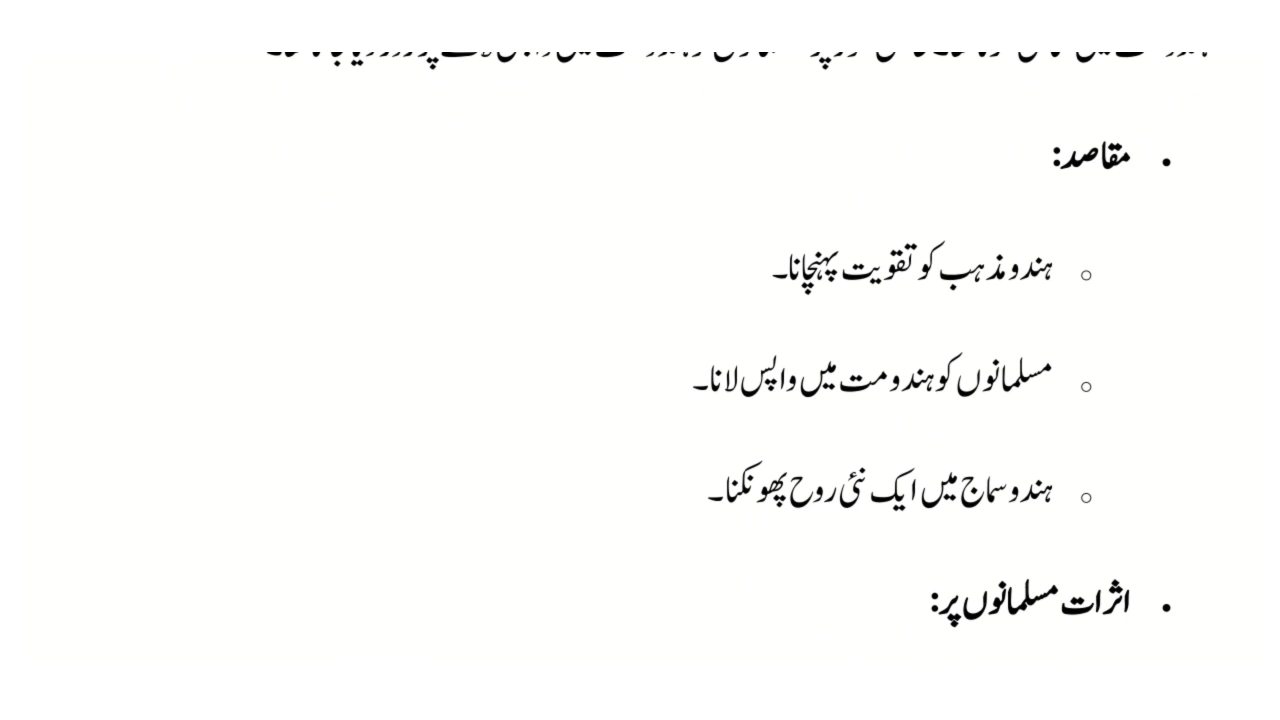 • مقاصد:
○ ہندو مذہب کو تقویت پہنچانا۔
○ مسلمانوں کو ہندو مت میں واپس لانا۔
○ ہندو سماج میں ایک نئی روح پھونکنا۔
• اثرات مسلمانوں پر: